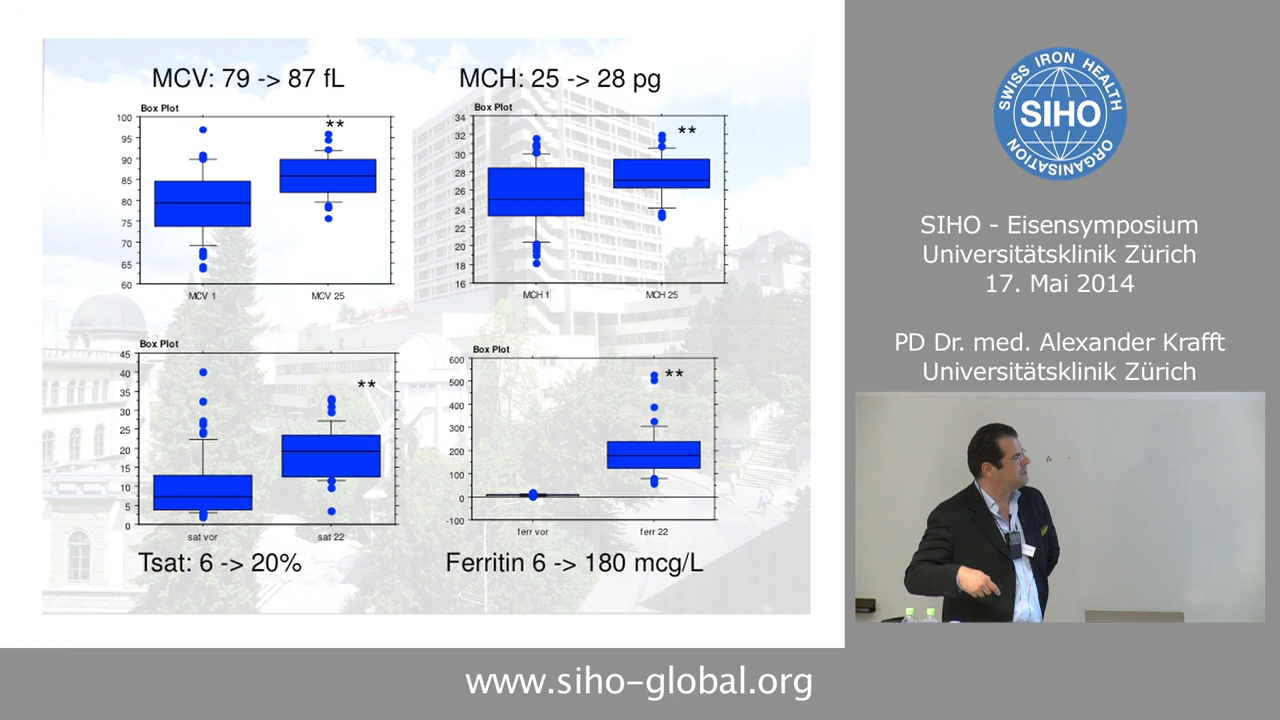 MCV: 79 -> 87 fL
Box Plot
100
95
90
85
80
75
70
65
60
**
MCV 1
MCV 25
MCH: 25 -> 28 pg
Box Plot
34
32
30
28
26
24
22
20
18
16
**
MCH 1
MCH 25
Box Plot
45
40
35
30
25
20
15
10
5
0
**
sat vor
sat 22
Tsat: 6 -> 20%
Box Plot
600
500
400
300
200
100
0
-100
**
ferr vor
ferr 22
Ferritin 6 -> 180 mcg/L
SWISS IRON HEALTH
SIHO
ORGANISATION
SIHO - Eisensymposium
Universitätsklinik Zürich
17. Mai 2014
PD Dr. med. Alexander Krafft
Universitätsklinik Zürich
www.siho-global.org